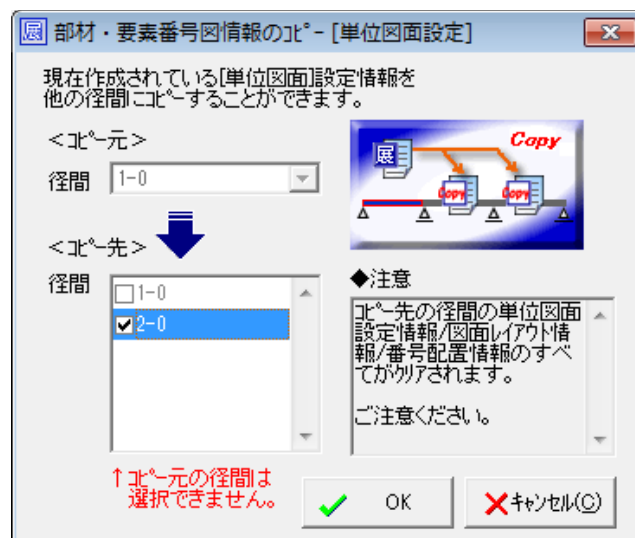 展 部材・要素番号図情報のｺﾋﾟｰ [単位図面設定]
現在作成されている[単位図面]設定情報を
他の径間にｺﾋﾟｰすることができます。
<ｺﾋﾟｰ元>
径間 1-0
<ｺﾋﾟｰ先>
径間
1-0
2-0
↑ｺﾋﾟｰ元の径間は
選択できません。
Copy
展
Copy
Copy
◆注意
ｺﾋﾟｰ先の径間の単位図面
設定情報/図面ﾚｲｱｳﾄ情
報/番号配置情報のすべ
てがｸﾘｱされます。
ご注意ください。
OK
ｷｬﾝｾﾙ(C)